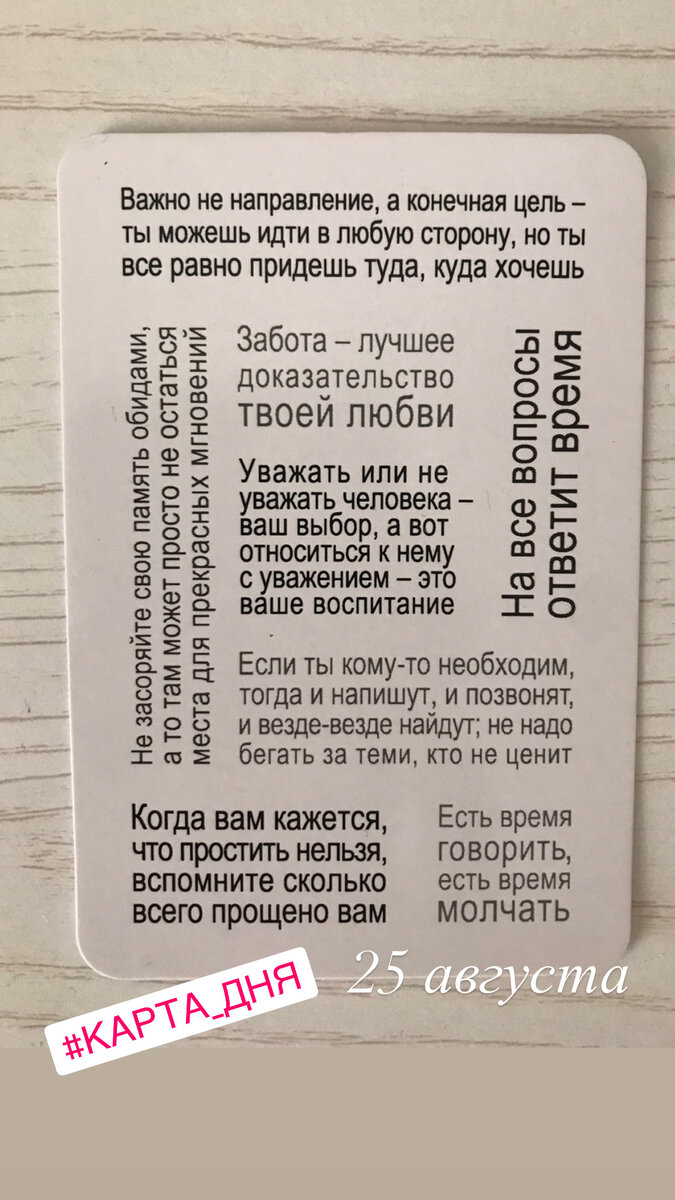 Важно не направление, а конечная цель –
ты можешь идти в любую сторону, но ты
все равно придешь туда, куда хочешь
Не засоряйте свою память обидами,
а то там может просто не остаться
места для прекрасных мгновений
Забота – лучшее
доказательство
твоей любви
На все вопросы
ответит время
Уважать или не
уважать человека –
ваш выбор, а вот
относиться к нему
с уважением – это
ваше воспитание
Если ты кому-то необходим,
тогда и напишут, и позвонят,
и везде-везде найдут; не надо
бегать за теми, кто не ценит
Когда вам кажется,
что простить нельзя,
вспомните сколько
всего прощено вам
Есть время
говорить,
есть время
молчать
#КАРТА_ДНЯ
25 августа